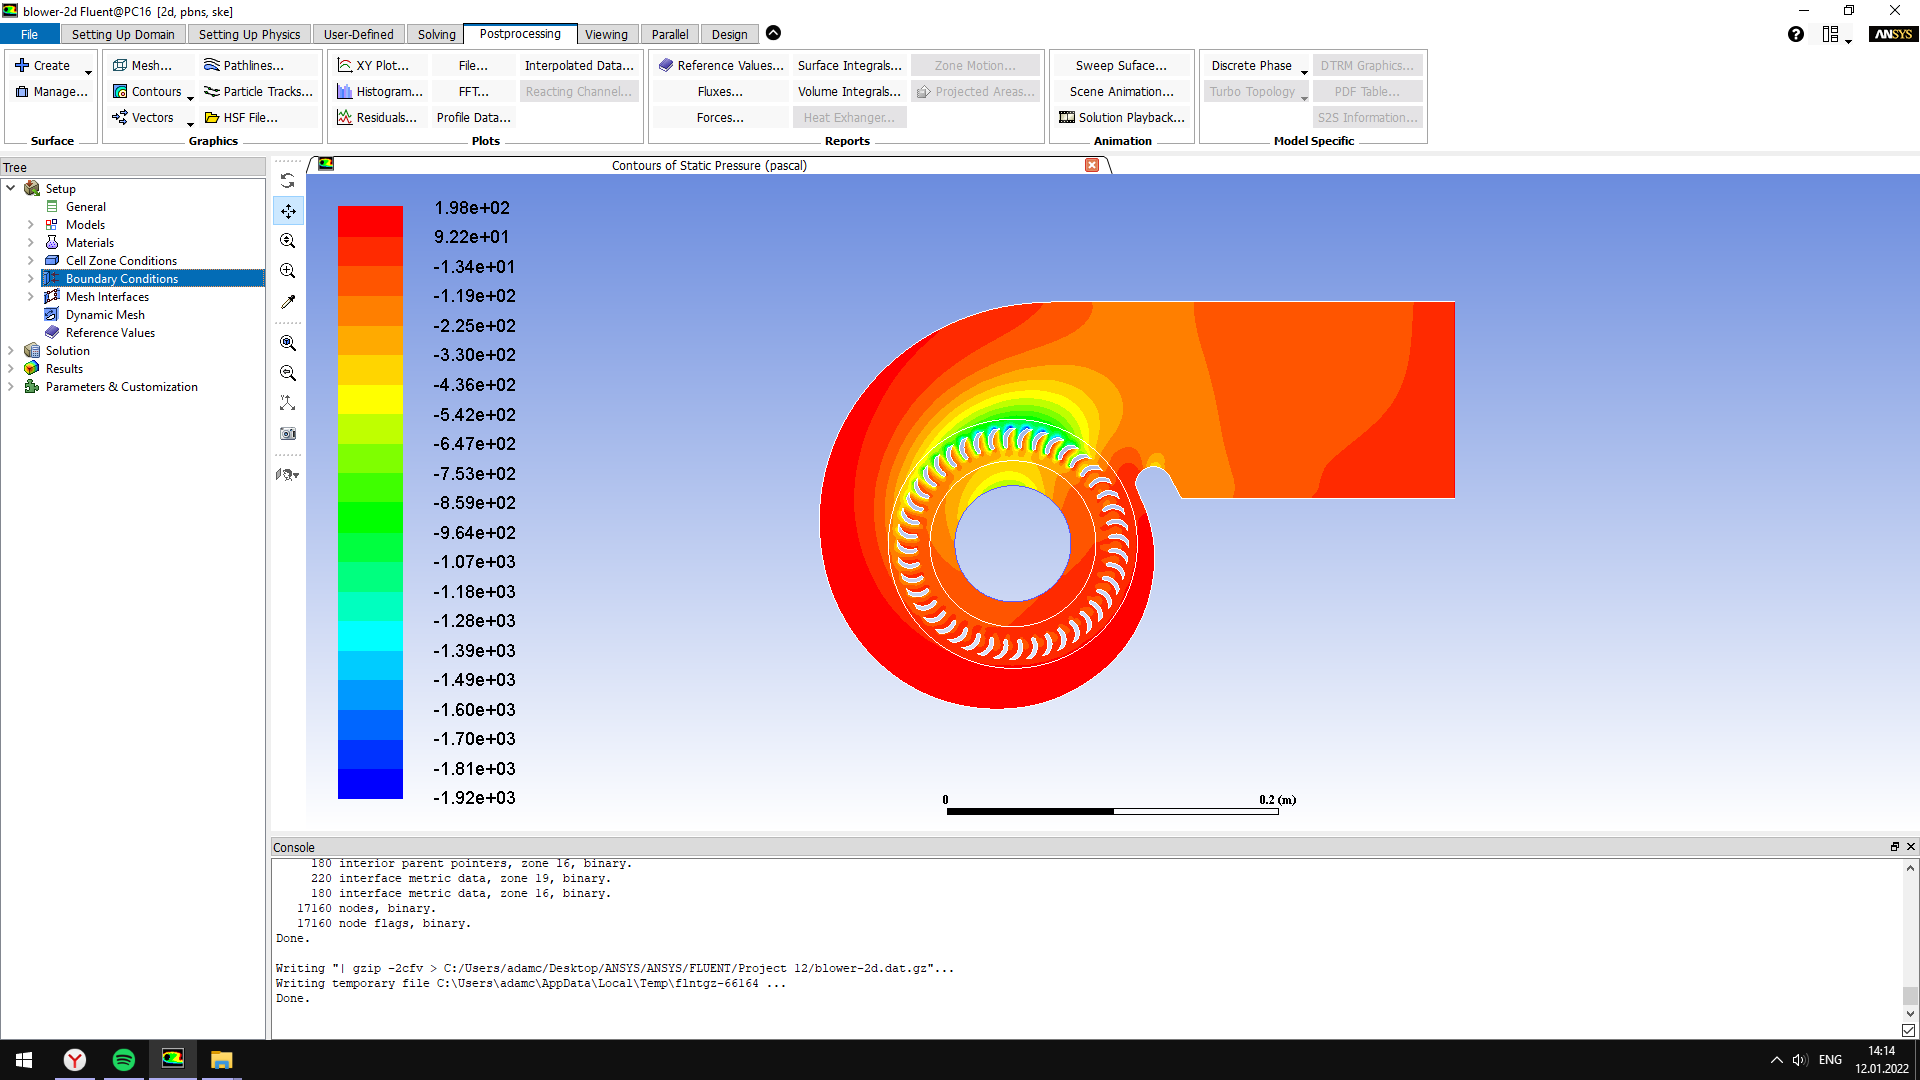 blower-2d Fluent@PC16 [2d, pbns, ske]
File Setting Up Domain Setting Up Physics User-Defined Solving Postprocessing Viewing Parallel Design
ANSYS
Create
Manage...
Surface
Mesh... Pathlines...
Contours Particle Tracks...
Vectors HSF File...
Graphics
XY Plot... File... Interpolated Data...
Histogram... FFT... Reacting Channel...
Residuals... Profile Data...
Plots
Reference Values... Surface Integrals... Zone Motion...
Fluxes... Volume Integrals... Projected Areas...
Forces... Heat Exhanger...
Reports
Sweep Suface...
Scene Animation...
Solution Playback...
Animation
Discrete Phase DTRM Graphics...
Turbo Topology PDF Table...
S2S Information...
Model Specific
Tree
Setup
General
Models
Materials
Cell Zone Conditions
Boundary Conditions
Mesh Interfaces
Dynamic Mesh
Reference Values
Solution
Results
Parameters & Customization
Contours of Static Pressure (pascal)
1.98e+02
9.22e+01
-1.34e+01
-1.19e+02
-2.25e+02
-3.30e+02
-4.36e+02
-5.42e+02
-6.47e+02
-7.53e+02
-8.59e+02
-9.64e+02
-1.07e+03
-1.18e+03
-1.28e+03
-1.39e+03
-1.49e+03
-1.60e+03
-1.70e+03
-1.81e+03
-1.92e+03
0 0.2 (m)
Console
180 interior parent pointers, zone 16, binary.
220 interface metric data, zone 19, binary.
180 interface metric data, zone 16, binary.
17160 nodes, binary.
17160 node flags, binary.
Done.
Writing "| gzip -2cfv > C:/Users/adamc/Desktop/ANSYS/ANSYS/FLUENT/Project 12/blower-2d.dat.gz"...
Writing temporary file C:\Users\adamc\AppData\Local\Temp\flntgz-66164 ...
Done.
ENG
14:14
12.01.2022